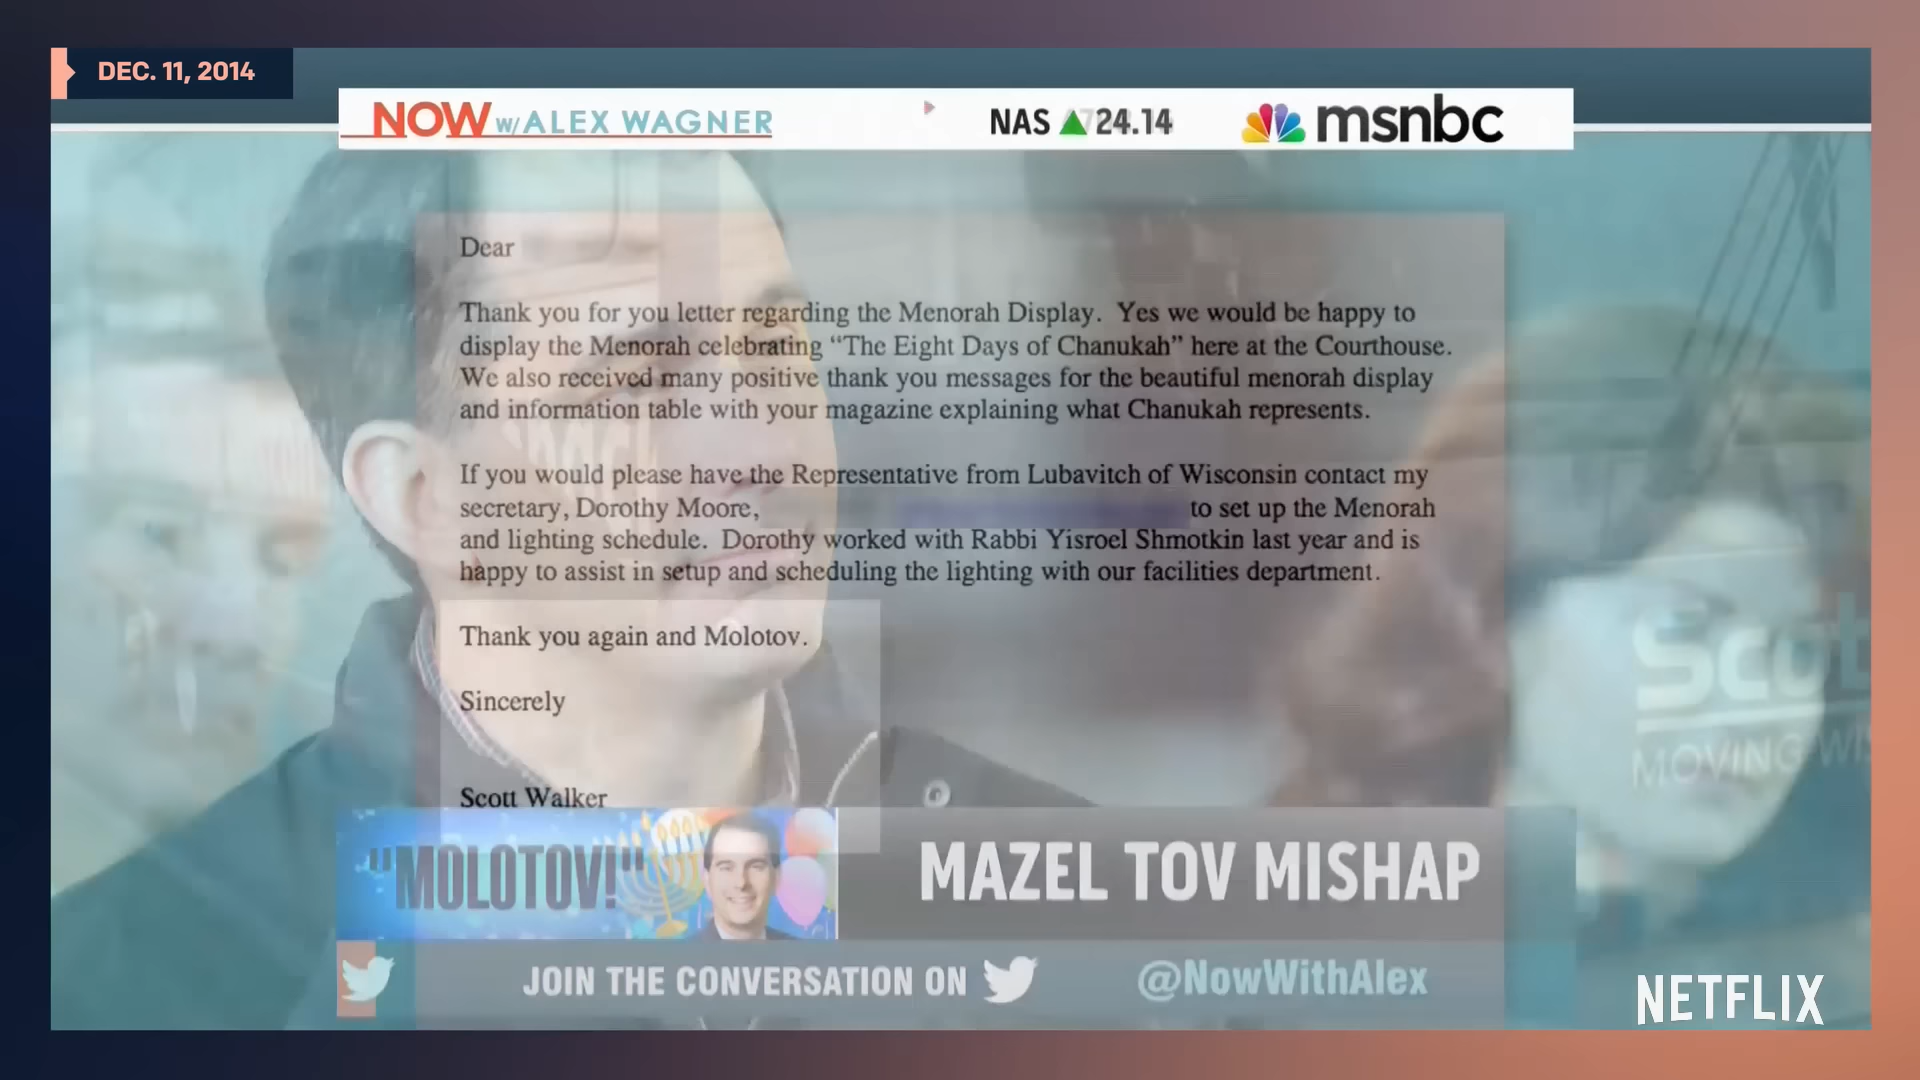 DEC. 11, 2014
NOW w/ ALEX WAGNER
NAS ▲24.14
msnbc
Dear
Thank you for you letter regarding the Menorah Display. Yes we would be happy to
display the Menorah celebrating “The Eight Days of Chanukah” here at the Courthouse.
We also received many positive thank you messages for the beautiful menorah display
and information table with your magazine explaining what Chanukah represents.
If you would please have the Representative from Lubavitch of Wisconsin contact my
secretary, Dorothy Moore, to set up the Menorah
and lighting schedule. Dorothy worked with Rabbi Yisroel Shmotkin last year and is
happy to assist in setup and scheduling the lighting with our facilities department.
Thank you again and Molotov.
Sincerely
Scott Walker
Scot
MOVING WIS
"MOLOTOV!"
MAZEL TOV MISHAP
JOIN THE CONVERSATION ON
@NowWithAlex
NETFLIX